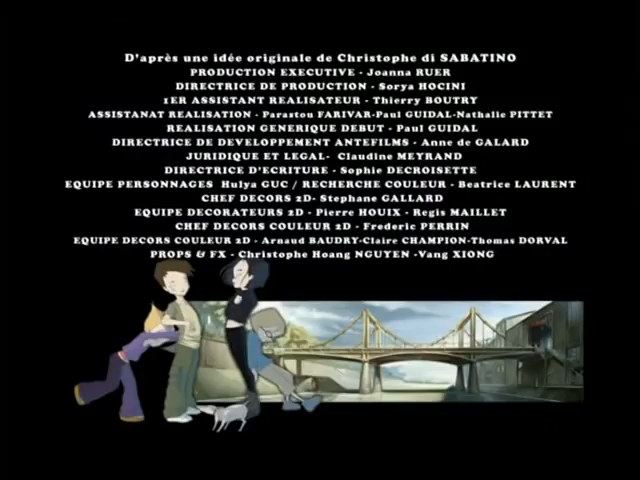 D'après une idée originale de Christophe di SABATINO
PRODUCTION EXECUTIVE - Joanna RUER
DIRECTRICE DE PRODUCTION - Sorya HOCINI
1ER ASSISTANT REALISATEUR - Thierry BOUTRY
ASSISTANAT REALISATION - Parastou FARIVAR-Paul GUIDAL-Nathalie PITTET
REALISATION GENERIQUE DEBUT - Paul GUIDAL
DIRECTRICE DE DEVELOPPEMENT ANTEFILMS - Anne de GALARD
JURIDIQUE ET LEGAL- Claudine MEYRAND
DIRECTRICE D'ECRITURE - Sophie DECROISETTE
EQUIPE PERSONNAGES Hulya GUC / RECHERCHE COULEUR - Beatrice LAURENT
CHEF DECORS 2D- Stephane GALLARD
EQUIPE DECORATEURS 2D - Pierre HOUIX - Regis MAILLET
CHEF DECORS COULEUR 2D - Frederic PERRIN
EQUIPE DECORS COULEUR 2D - Arnaud BAUDRY-Claire CHAMPION-Thomas DORVAL
PROPS & FX - Christophe Hoang NGUYEN -Vang XIONG